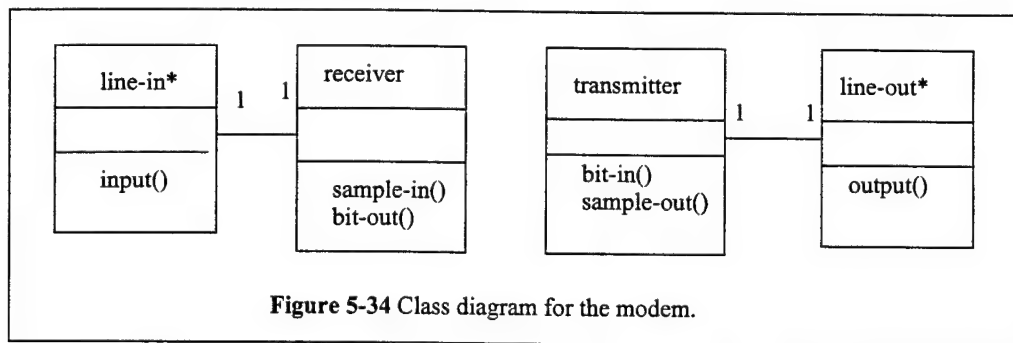 line-in*
1
1
receiver
transmitter
1
1
line-out*
input()
sample-in()
bit-out()
bit-in()
sample-out()
output()
Figure 5-34 Class diagram for the modem.